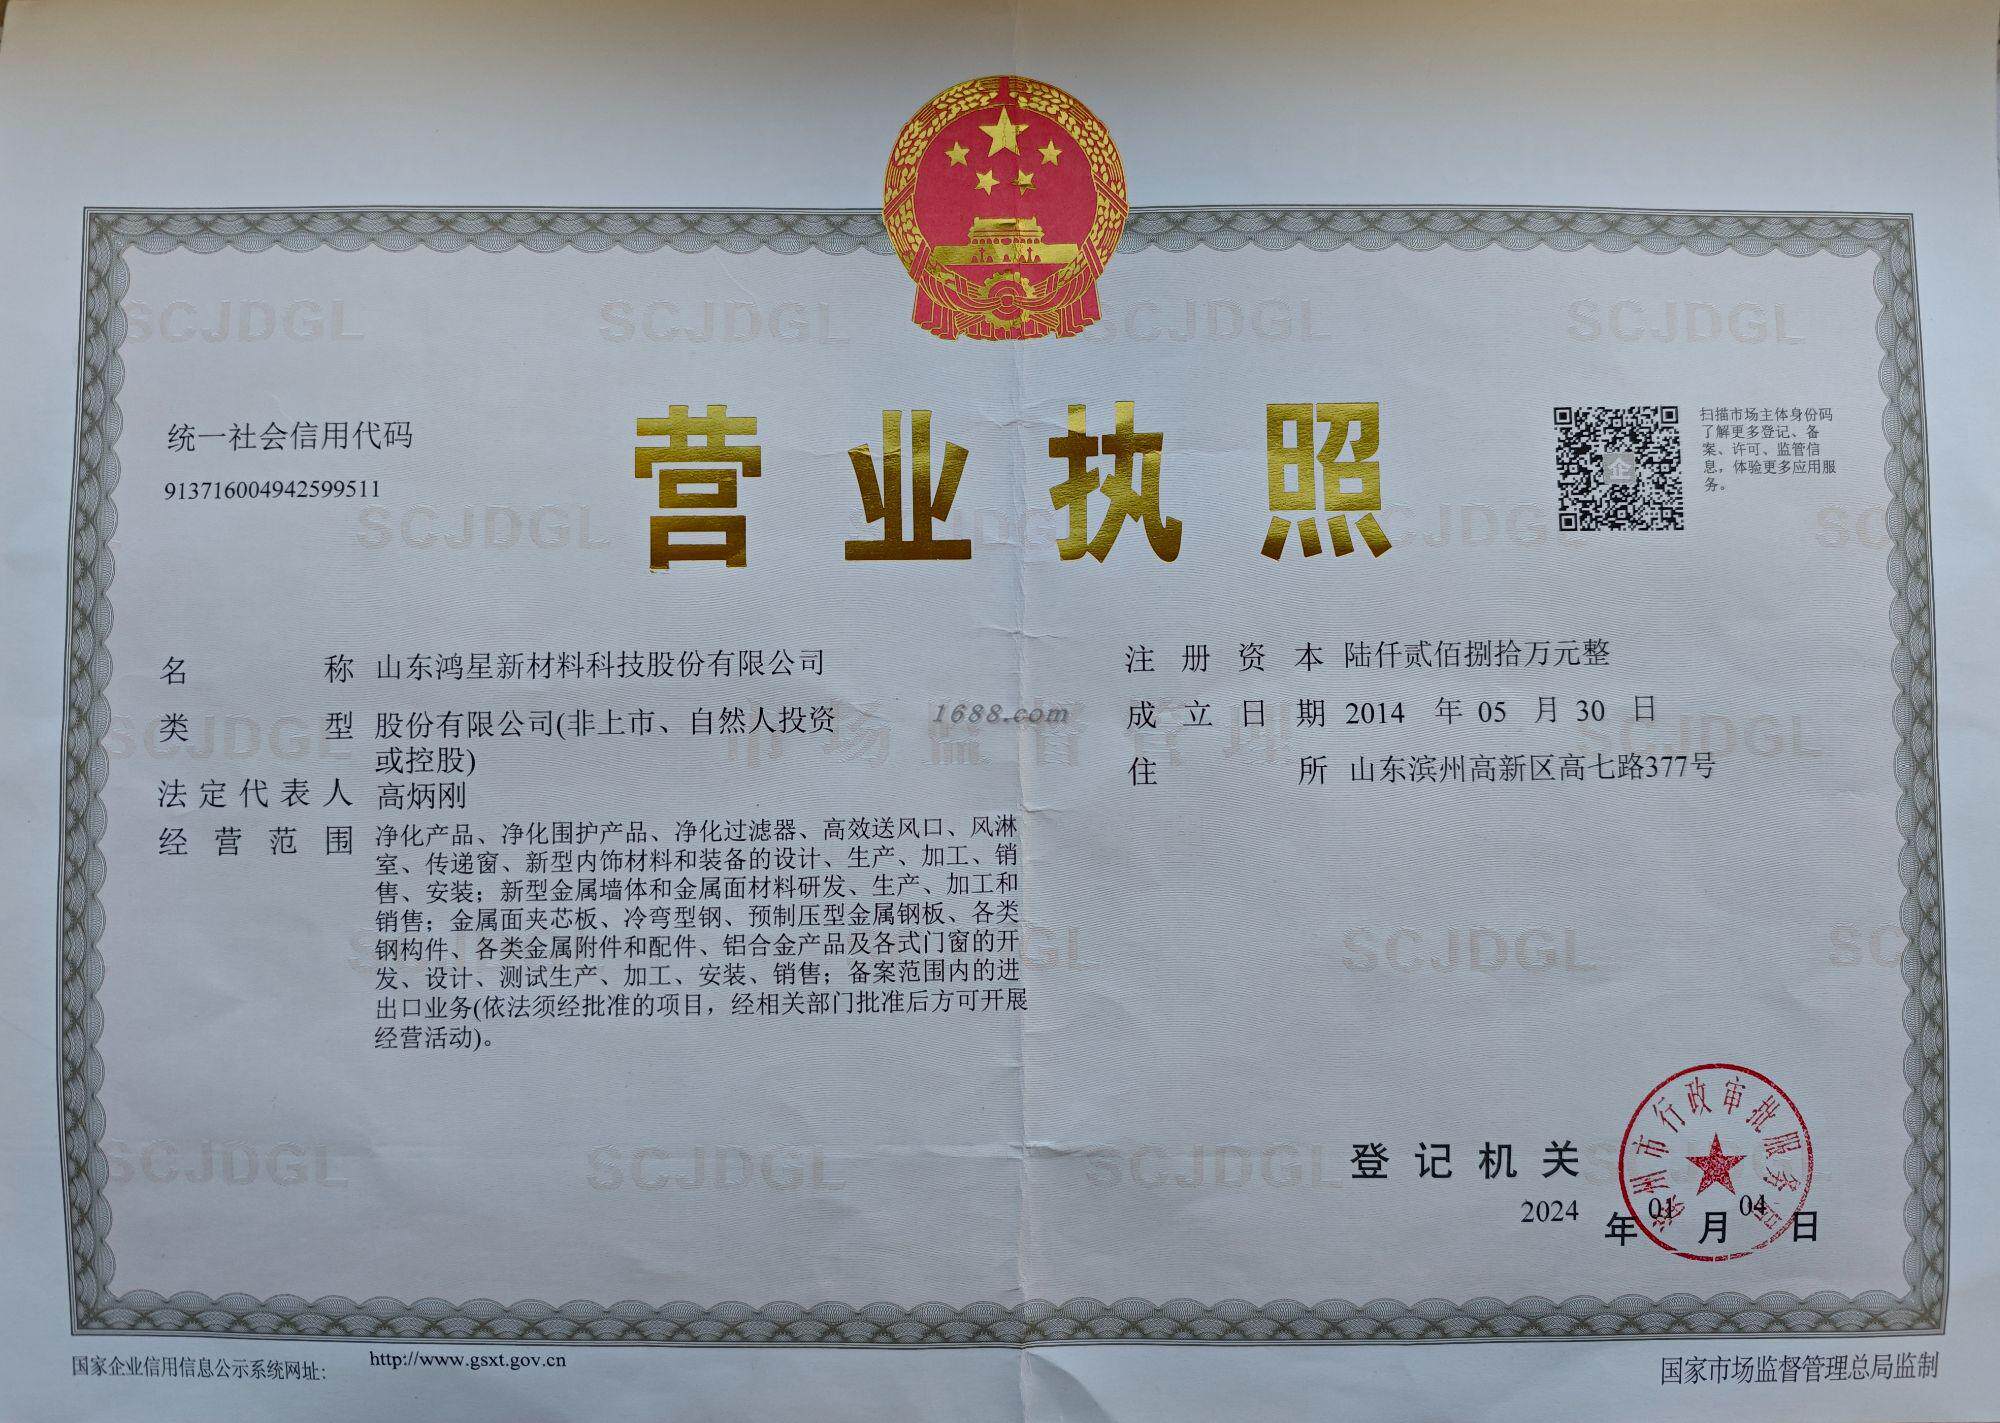 统一社会信用代码
913716004942599511
营业执照
扫描市场主体身份码
了解更多登记、备
案、许可、监管信
息，体验更多应用服
务。
名称 山东鸿星新材料科技股份有限公司
类型 股份有限公司(非上市、自然人投资
或控股)
法定代表人 高炳刚
经营范围 净化产品、净化围护产品、净化过滤器、高效送风口、风淋
室、传递窗、新型内饰材料和装备的设计、生产、加工、销
售、安装；新型金属墙体和金属面材料研发、生产、加工和
销售；金属面夹芯板、冷弯型钢、预制压型金属钢板、各类
钢构件、各类金属附件和配件、铝合金产品及各式门窗的开
发、设计、测试生产、加工、安装、销售；备案范围内的进
出口业务(依法须经批准的项目，经相关部门批准后方可开展
经营活动)。
注册资本 陆仟贰佰捌拾万元整
成立日期 2014 年 05 月 30 日
住所 山东滨州高新区高七路377号
1688.com
市场监督管理
SCJDGL
登记机关
滨州市行政审批服务局
2024 年 01 月 04 日
国家企业信用信息公示系统网址: http://www.gsxt.gov.cn
国家市场监督管理总局监制